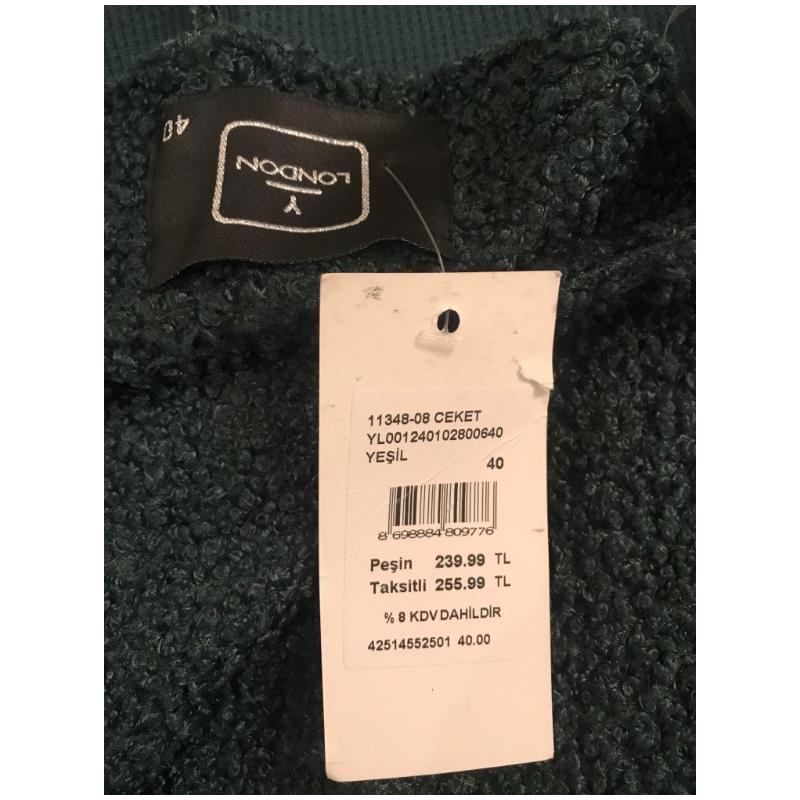 40
Y
LONDON
11348-08 CEKET
YL001240102800640
YEŞİL
40
8 698884 809776
Peşin 239.99 TL
Taksitli 255.99 TL
% 8 KDV DAHİLDİR
42514552501 40.00